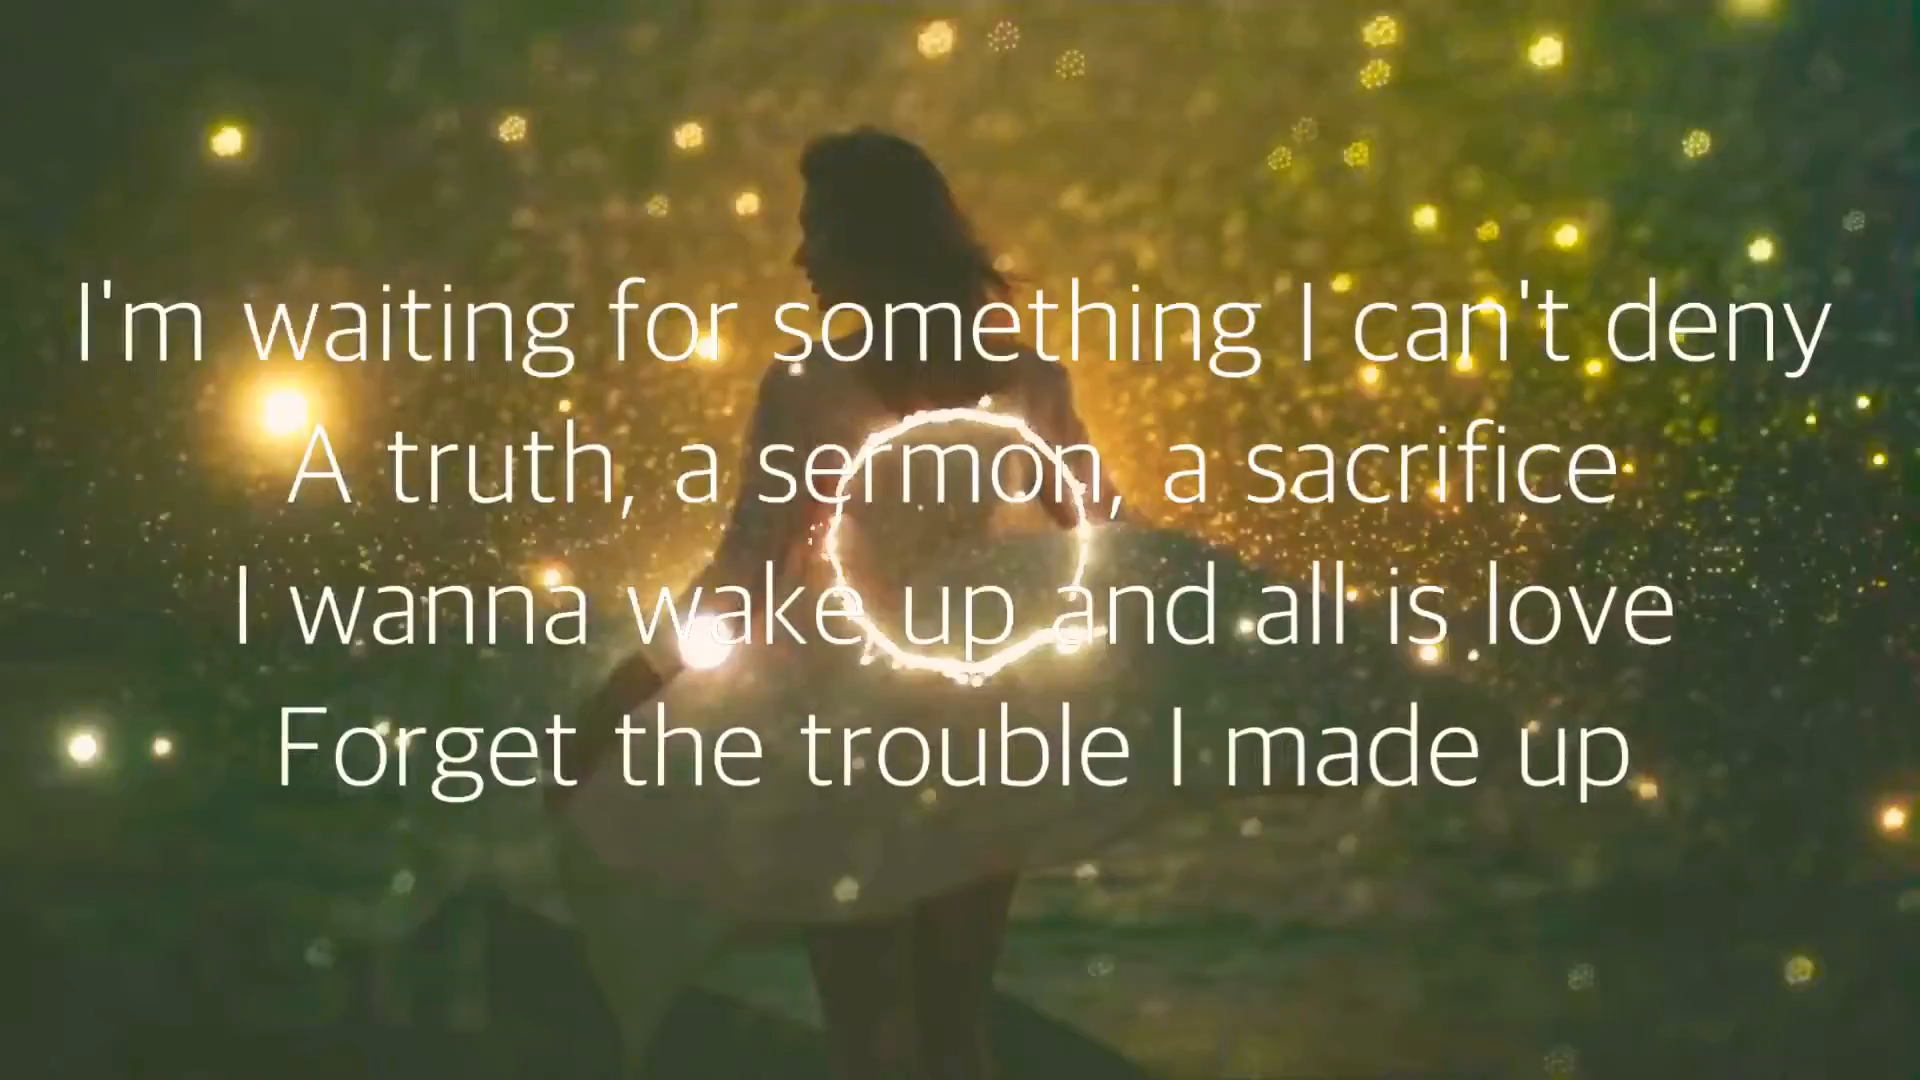 I'm waiting for something I can't deny
A truth, a sermon, a sacrifice
I wanna wake up and all is love
Forget the trouble I made up